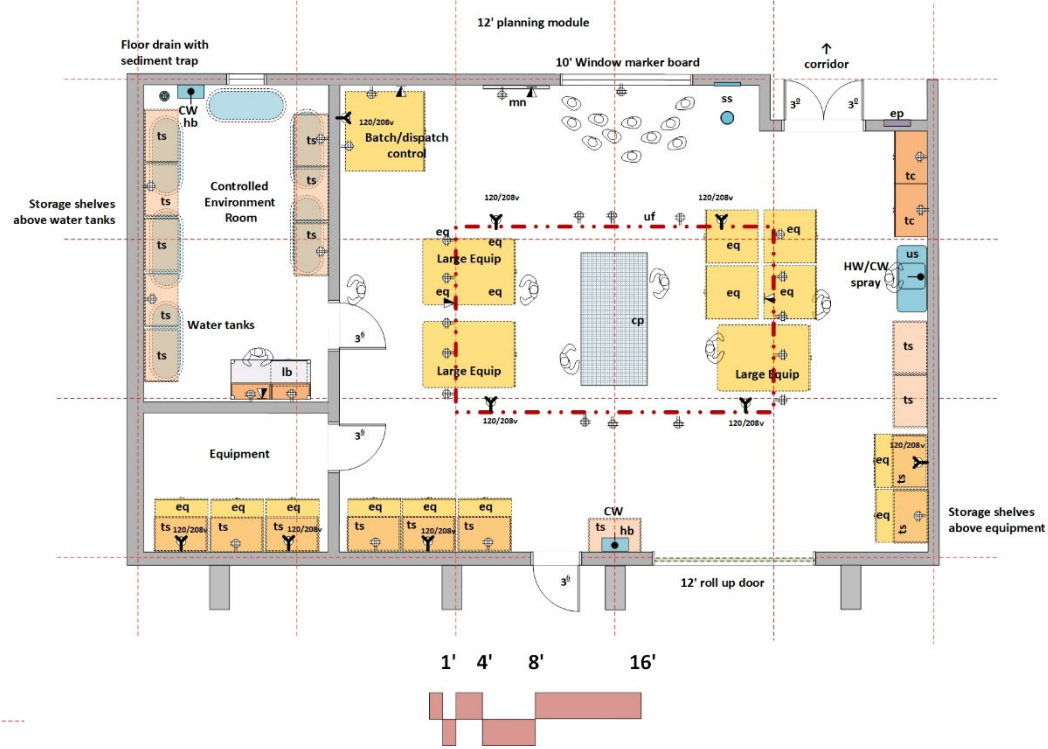 12' planning module
Floor drain with
sediment trap
10' Window marker board
↑
corridor
CW
hb
mn
ss
3⁰
3⁰
ep
120/208v
Batch/dispatch
control
ts
ts
ts
ts
ts
ts
ts
ts
Controlled
Environment
Room
Storage shelves
above water tanks
tc
tc
120/208v
uf
120/208v
eq
eq
Large Equip
eq
eq
eq
eq
eq
eq
us
HW/CW
spray
Water tanks
3⁶
cp
lb
Large Equip
Large Equip
ts
ts
120/208v
120/208v
3⁶
Equipment
120/208v
eq
ts
eq
ts
Storage shelves
above equipment
eq
eq
eq
ts
120/208v
ts
ts
120/208v
eq
eq
eq
ts
ts
120/208v
ts
CW
ts
hb
3⁶
12' roll up door
1'
4'
8'
16'